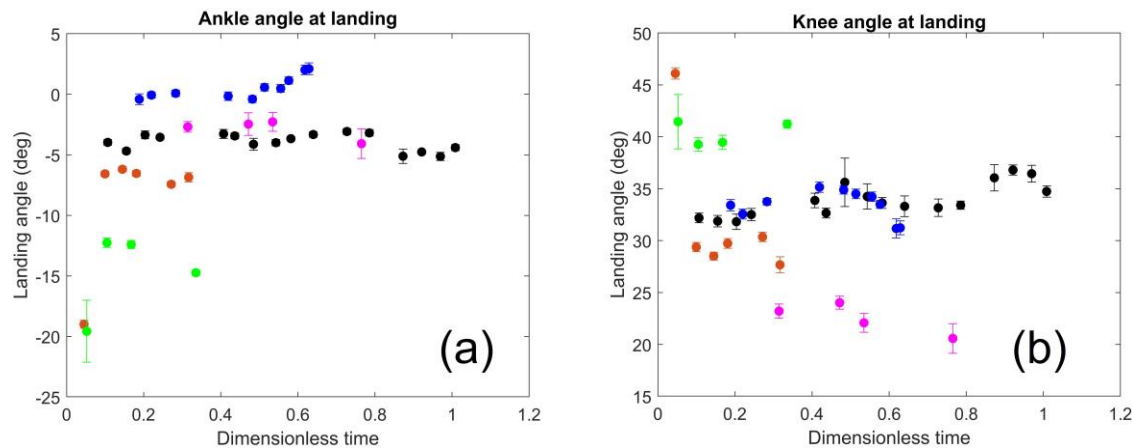 Ankle angle at landing
5
0
-5
-10
-15
-20
-25
Landing angle (deg)
0 0.2 0.4 0.6 0.8 1 1.2
Dimensionless time
(a)
Knee angle at landing
50
45
40
35
30
25
20
15
Landing angle (deg)
0 0.2 0.4 0.6 0.8 1 1.2
Dimensionless time
(b)